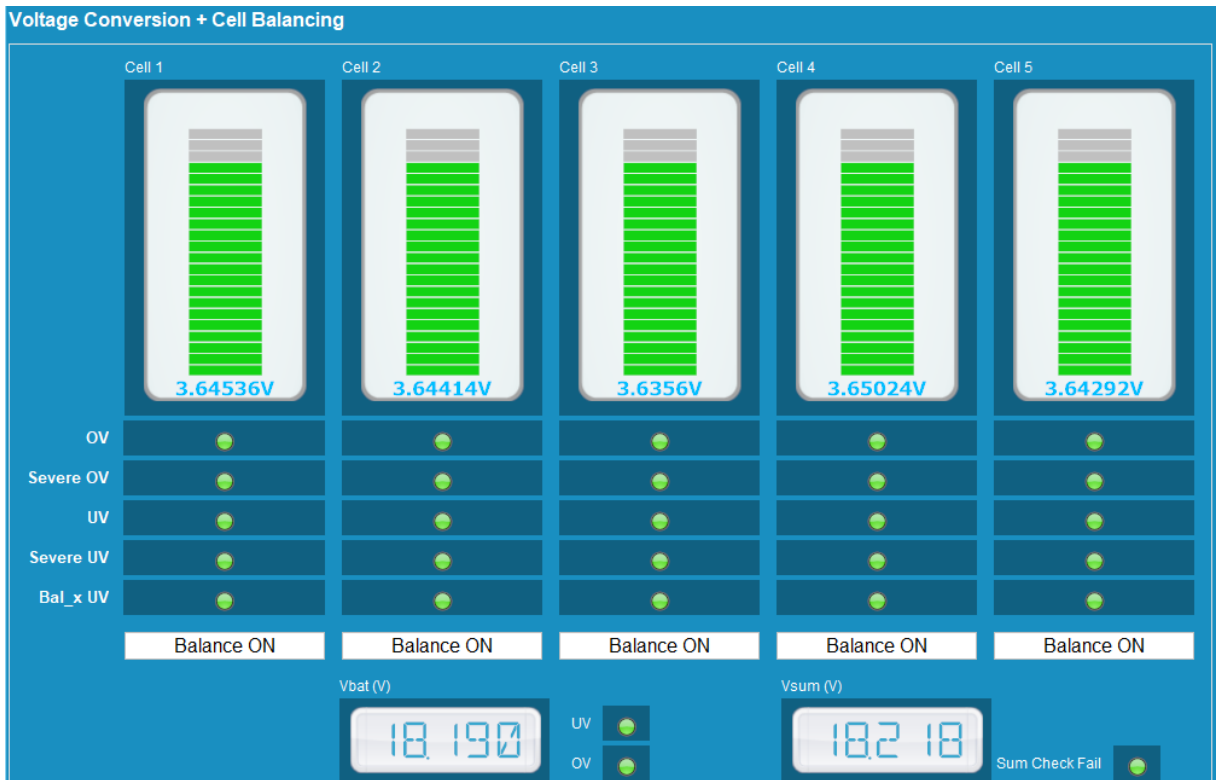 Voltage Conversion + Cell Balancing
Cell 1 Cell 2 Cell 3 Cell 4 Cell 5
3.64536V 3.64414V 3.6356V 3.65024V 3.64292V
OV
Severe OV
UV
Severe UV
Bal_x UV
Balance ON Balance ON Balance ON Balance ON Balance ON
Vbat (V) Vsum (V)
18.190 UV 18.218
OV Sum Check Fail